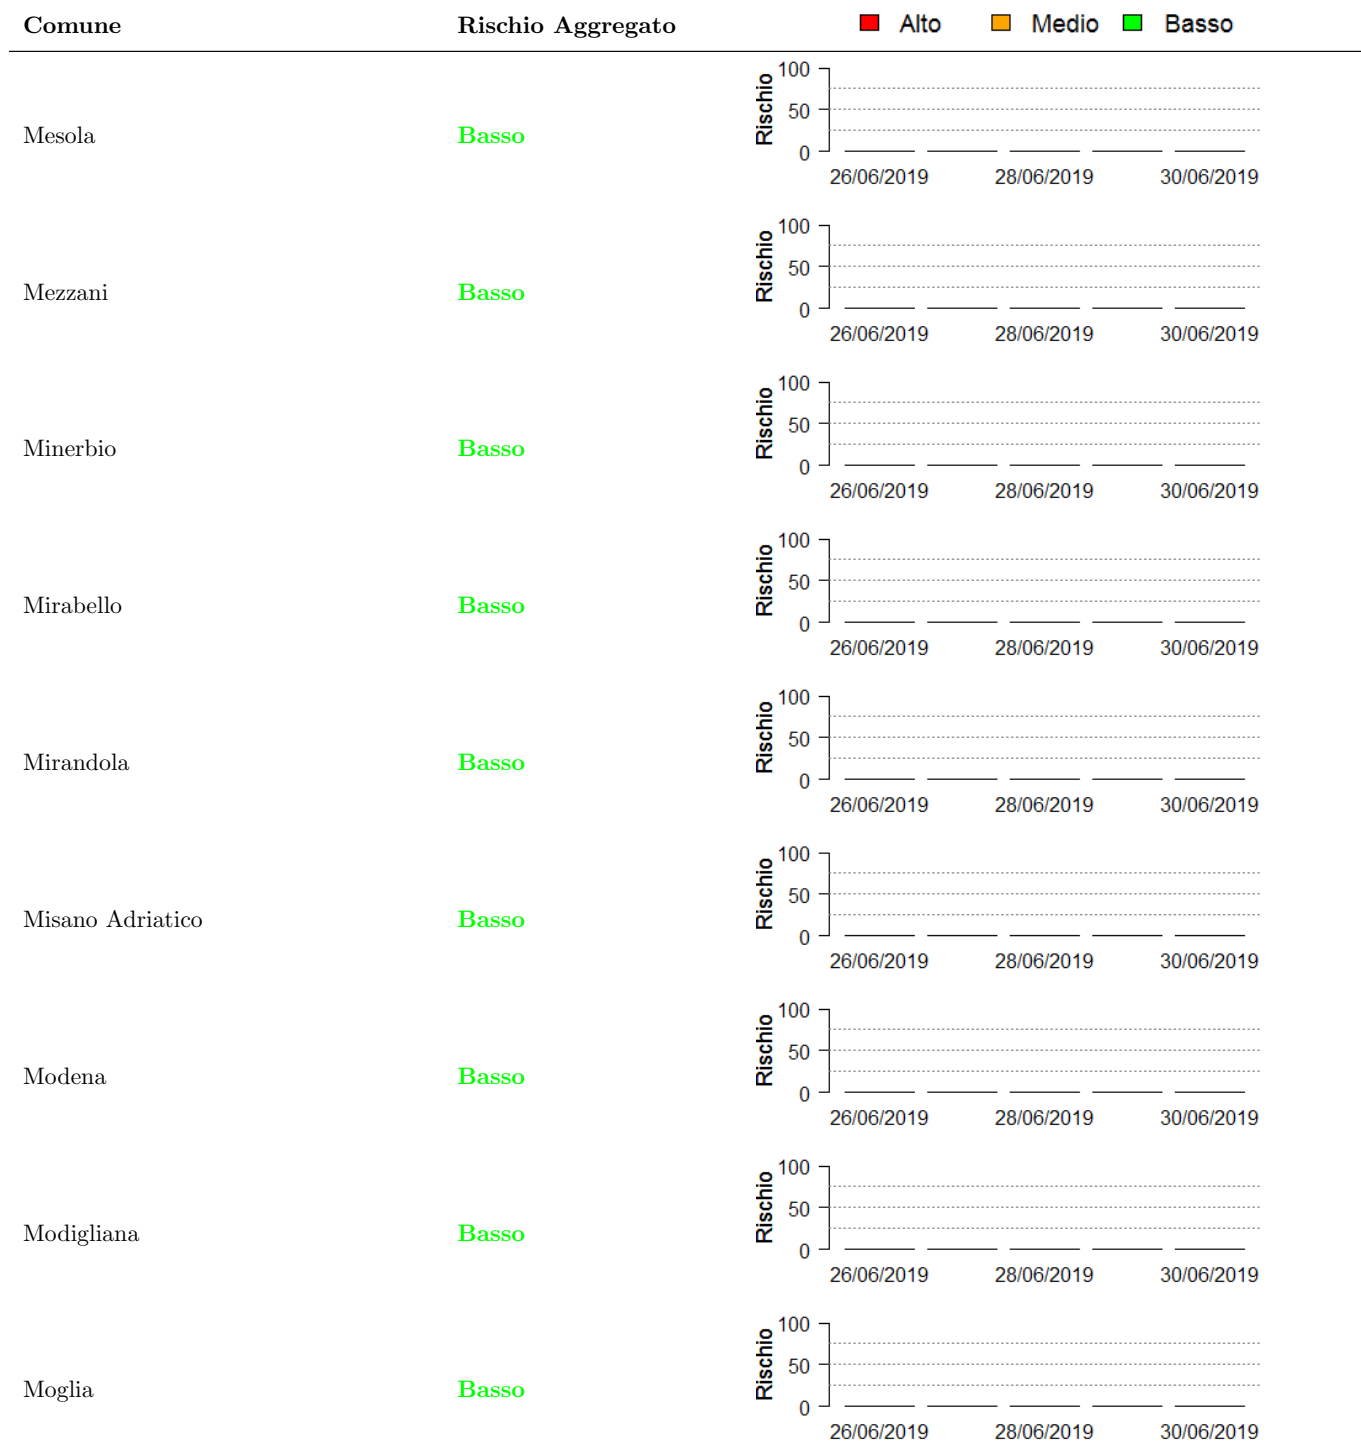 Comune Rischio Aggregato Alto Medio Basso
100
50
0
Rischio
Mesola Basso
26/06/2019 28/06/2019 30/06/2019
100
50
0
Rischio
Mezzani Basso
26/06/2019 28/06/2019 30/06/2019
100
50
0
Rischio
Minerbio Basso
26/06/2019 28/06/2019 30/06/2019
100
50
0
Rischio
Mirabello Basso
26/06/2019 28/06/2019 30/06/2019
100
50
0
Rischio
Mirandola Basso
26/06/2019 28/06/2019 30/06/2019
100
50
0
Rischio
Misano Adriatico Basso
26/06/2019 28/06/2019 30/06/2019
100
50
0
Rischio
Modena Basso
26/06/2019 28/06/2019 30/06/2019
100
50
0
Rischio
Modigliana Basso
26/06/2019 28/06/2019 30/06/2019
100
50
0
Rischio
Moglia Basso
26/06/2019 28/06/2019 30/06/2019